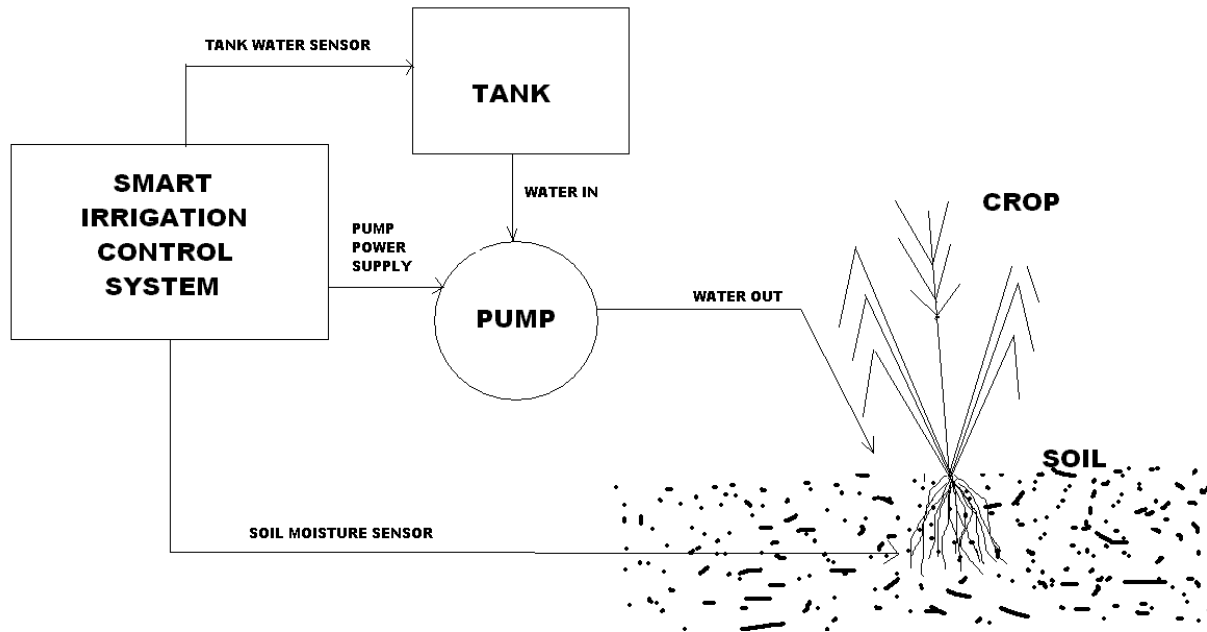 TANK WATER SENSOR
TANK
SMART
IRRIGATION
CONTROL
SYSTEM
WATER IN
PUMP
POWER
SUPPLY
PUMP
WATER OUT
CROP
SOIL
SOIL MOISTURE SENSOR